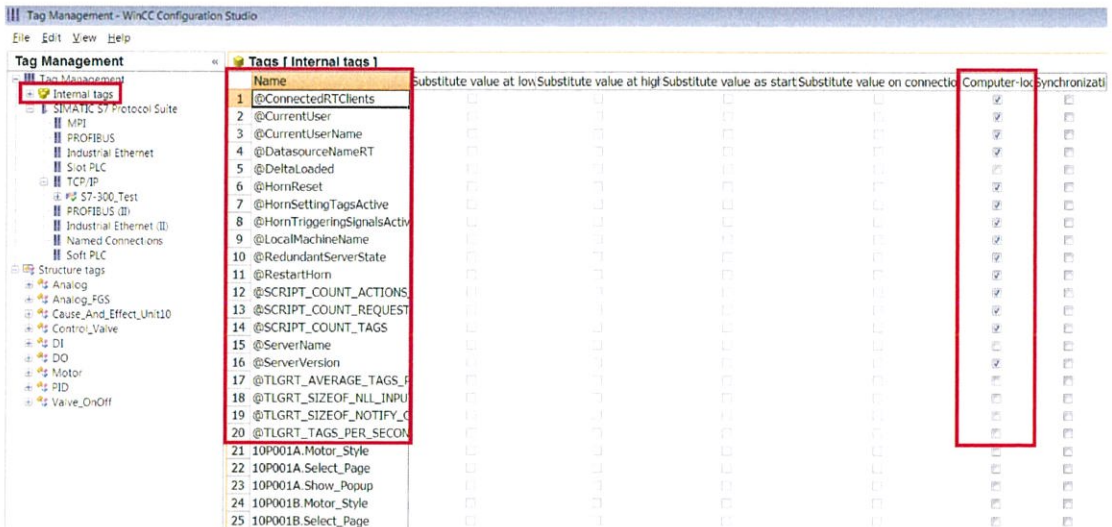 Tag Management - WinCC Configuration Studio
File Edit View Help
Tag Management «
Tag Management
Internal tags
SIMATIC S7 Protocol Suite
MPI
PROFIBUS
Industrial Ethernet
Slot PLC
TCP/IP
S7-300_Test
PROFIBUS (II)
Industrial Ethernet (II)
Named Connections
Soft PLC
Structure tags
Analog
Analog_FGS
Cause_And_Effect_Unit10
Control_Valve
DI
DO
Motor
PID
Valve_OnOff
Tags [ Internal tags ]
Name Substitute value at low Substitute value at higl Substitute value as start Substitute value on connectio Computer-loc Synchronizati
1 @ConnectedRTClients
2 @CurrentUser
3 @CurrentUserName
4 @DatasourceNameRT
5 @DeltaLoaded
6 @HornReset
7 @HornSettingTagsActive
8 @HornTriggeringSignalsActiv
9 @LocalMachineName
10 @RedundantServerState
11 @RestartHorn
12 @SCRIPT_COUNT_ACTIONS_
13 @SCRIPT_COUNT_REQUEST
14 @SCRIPT_COUNT_TAGS
15 @ServerName
16 @ServerVersion
17 @TLGRT_AVERAGE_TAGS_P
18 @TLGRT_SIZEOF_NLL_INPU
19 @TLGRT_SIZEOF_NOTIFY_Q
20 @TLGRT_TAGS_PER_SECON
21 10P001A.Motor_Style
22 10P001A.Select_Page
23 10P001A.Show_Popup
24 10P001B.Motor_Style
25 10P001B.Select_Page